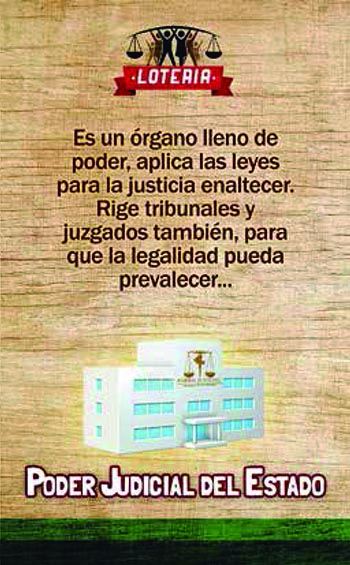 LOTERIA
Es un órgano lleno de
poder, aplica las leyes
para la justicia enaltecer.
Rige tribunales y
juzgados también, para
que la legalidad pueda
prevalecer...
PODER JUDICIAL DEL ESTADO